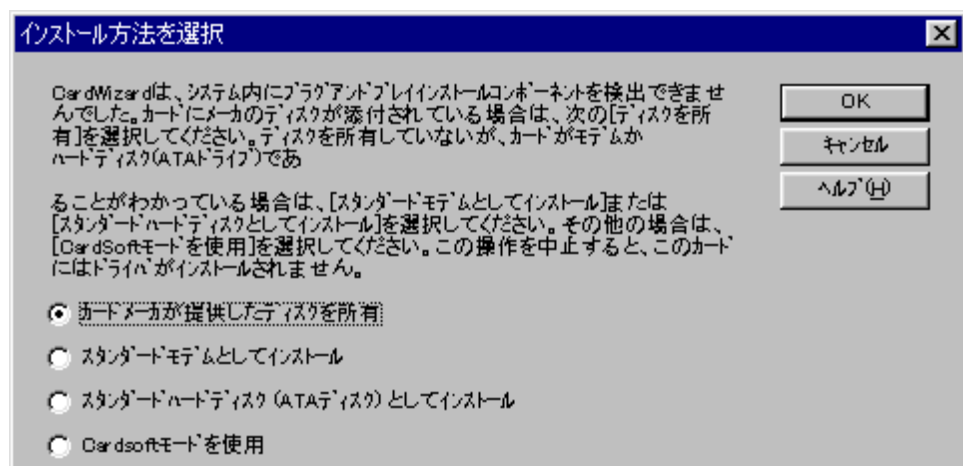 インストール方法を選択
CardWizardは、システム内にプラグアンドプレイインストールコンポーネントを検出できませ
んでした。カードにメーカのディスクが添付されている場合は、次の[ディスクを所
有]を選択してください。ディスクを所有していないが、カードがモデムか
ハードディスク(ATAドライブ)であ
ることがわかっている場合は、[スタンダードモデムとしてインストール]または
[スタンダードハードディスクとしてインストール]を選択してください。その他の場合は、
[CardSoftモードを使用]を選択してください。この操作を中止すると、このカード
にはドライバがインストールされません。
カードメーカが提供したディスクを所有
スタンダードモデムとしてインストール
スタンダードハードディスク (ATAディスク) としてインストール
Cardsoftモードを使用
OK
キャンセル
ヘルプ(H)